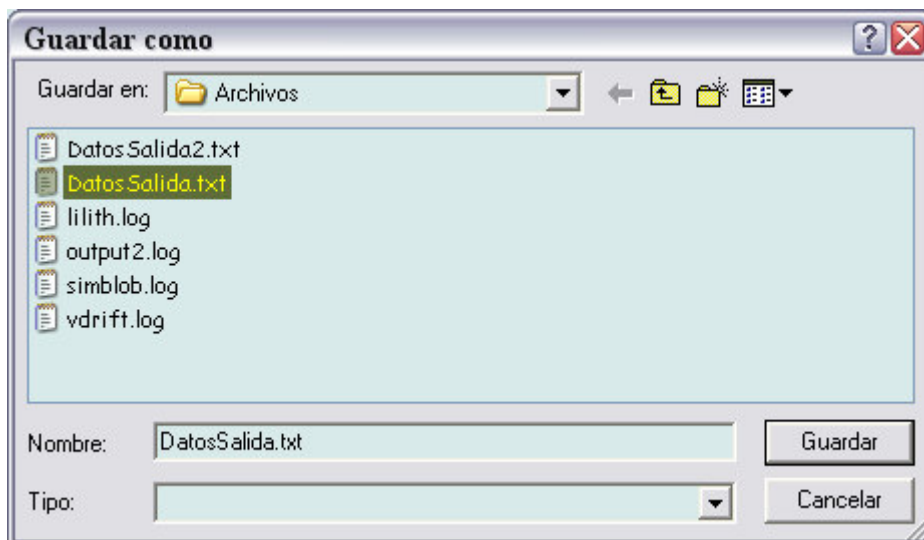 Guardar como
Guardar en: Archivos
DatosSalida2.txt
DatosSalida.txt
lilith.log
output2.log
simblob.log
vdrift.log
Nombre: DatosSalida.txt Guardar
Tipo: Cancelar